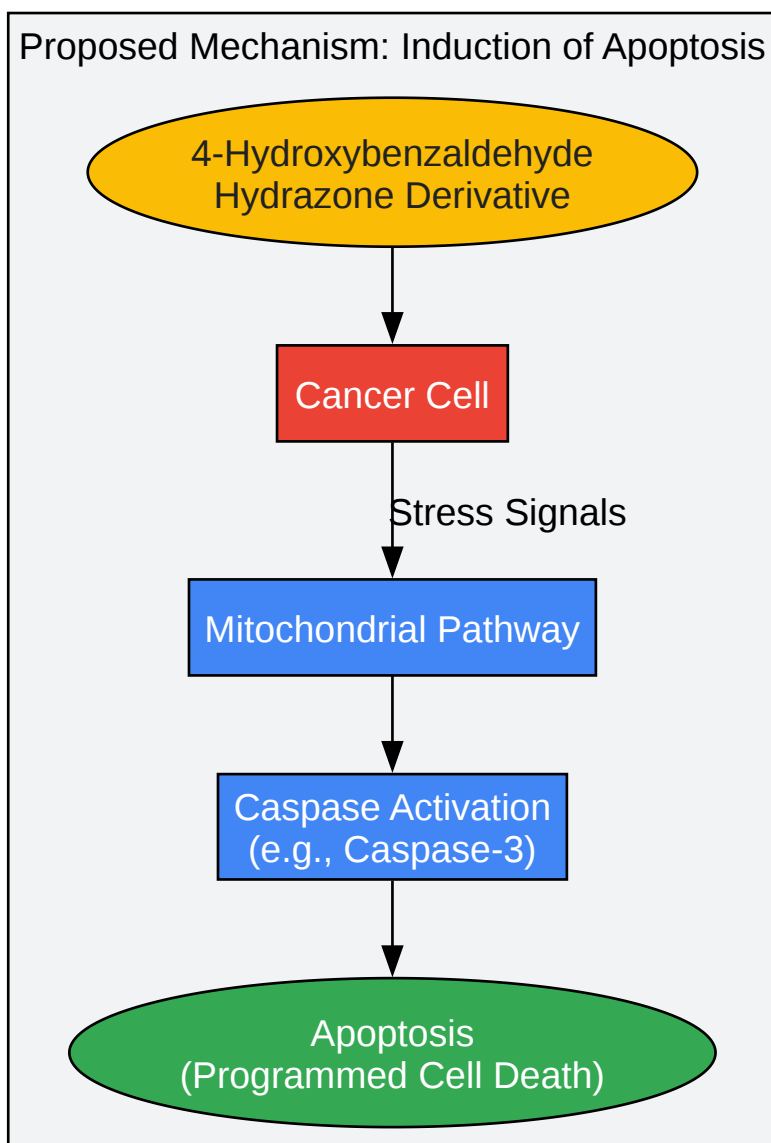 Proposed Mechanism: Induction of Apoptosis
4-Hydroxybenzaldehyde
Hydrazone Derivative
Cancer Cell
Stress Signals
Mitochondrial Pathway
Caspase Activation
(e.g., Caspase-3)
Apoptosis
(Programmed Cell Death)